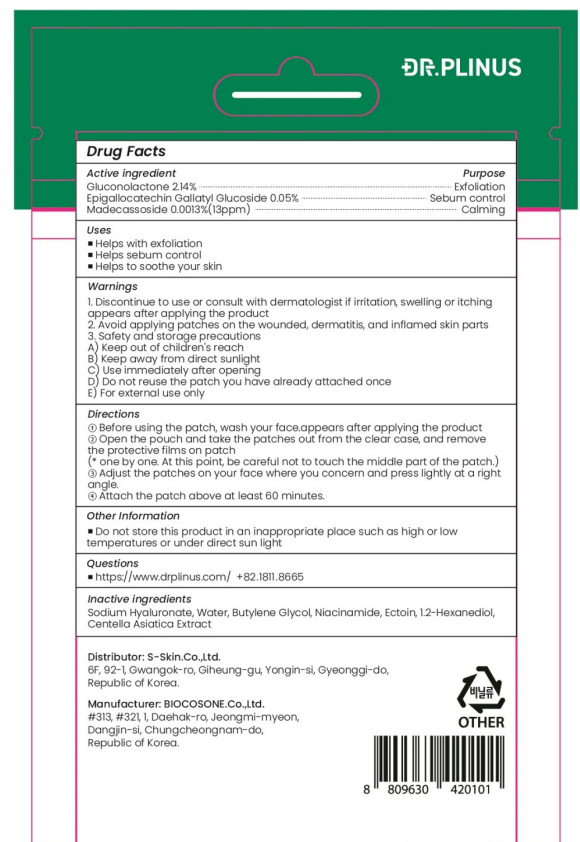 DR.PLINUS
Drug Facts
Active ingredient Purpose
Gluconolactone 2.14% Exfoliation
Epigallocatechin Gallatyl Glucoside 0.05% Sebum control
Madecassoside 0.0013%(13ppm) Calming
Uses
▪ Helps with exfoliation
▪ Helps sebum control
▪ Helps to soothe your skin
Warnings
1. Discontinue to use or consult with dermatologist if irritation, swelling or itching
appears after applying the product
2. Avoid applying patches on the wounded, dermatitis, and inflamed skin parts
3. Safety and storage precautions
A) Keep out of children's reach
B) Keep away from direct sunlight
C) Use immediately after opening
D) Do not reuse the patch you have already attached once
E) For external use only
Directions
① Before using the patch, wash your face.appears after applying the product
② Open the pouch and take the patches out from the clear case, and remove
the protective films on patch
(* one by one. At this point, be careful not to touch the middle part of the patch.)
③ Adjust the patches on your face where you concern and press lightly at a right
angle.
④ Attach the patch above at least 60 minutes.
Other Information
▪ Do not store this product in an inappropriate place such as high or low
temperatures or under direct sun light
Questions
▪ https://www.drplinus.com/ +82.1811.8665
Inactive ingredients
Sodium Hyaluronate, Water, Butylene Glycol, Niacinamide, Ectoin, 1.2-Hexanediol,
Centella Asiatica Extract
Distributor: S-Skin.Co.,Ltd.
6F, 92-1, Gwangok-ro, Giheung-gu, Yongin-si, Gyeonggi-do,
Republic of Korea.
Manufacturer: BIOCOSONE.Co.,Ltd.
#313, #321, 1, Daehak-ro, Jeongmi-myeon,
Dangjin-si, Chungcheongnam-do,
Republic of Korea.
비닐류
OTHER
8 809630 420101